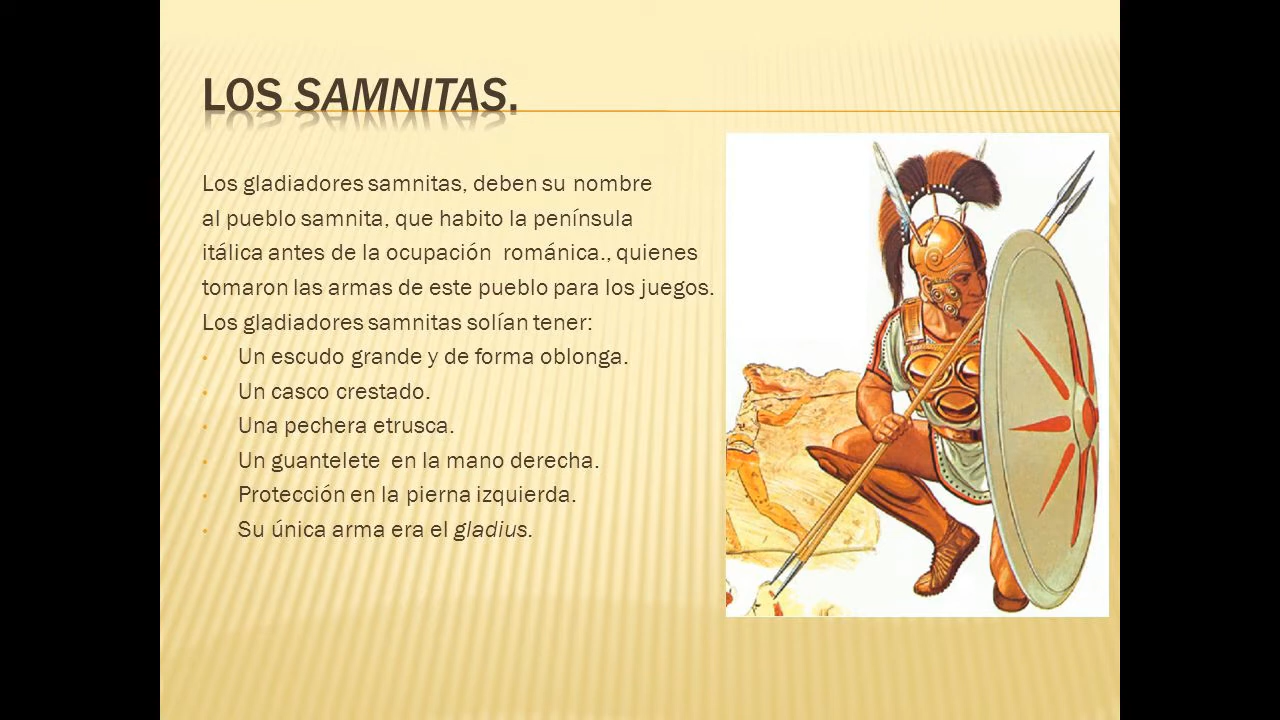 LOS SAMNITAS.
Los gladiadores samnitas, deben su nombre
al pueblo samnita, que habito la península
itálica antes de la ocupación  románica., quienes
tomaron las armas de este pueblo para los juegos.
Los gladiadores samnitas solían tener:
• Un escudo grande y de forma oblonga.
• Un casco crestado.
• Una pechera etrusca.
• Un guantelete  en la mano derecha.
• Protección en la pierna izquierda.
• Su única arma era el gladius.